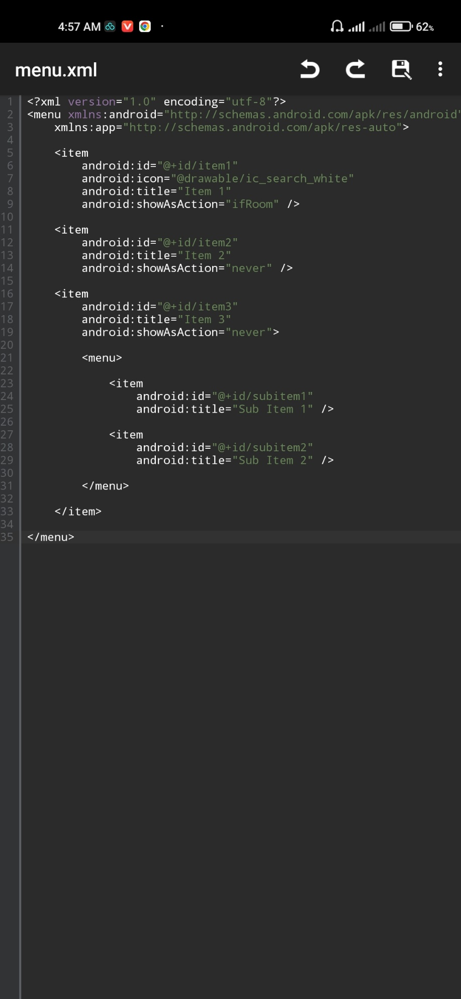 4:57 AM 62%
menu.xml
1 <?xml version="1.0" encoding="utf-8"?>
2 <menu xmlns:android="http://schemas.android.com/apk/res/android"
3     xmlns:app="http://schemas.android.com/apk/res-auto">
4
5     <item
6         android:id="@+id/item1"
7         android:icon="@drawable/ic_search_white"
8         android:title="Item 1"
9         android:showAsAction="ifRoom" />
10
11     <item
12         android:id="@+id/item2"
13         android:title="Item 2"
14         android:showAsAction="never" />
15
16     <item
17         android:id="@+id/item3"
18         android:title="Item 3"
19         android:showAsAction="never">
20
21         <menu>
22
23             <item
24                 android:id="@+id/subitem1"
25                 android:title="Sub Item 1" />
26
27             <item
28                 android:id="@+id/subitem2"
29                 android:title="Sub Item 2" />
30
31         </menu>
32
33     </item>
34
35 </menu>